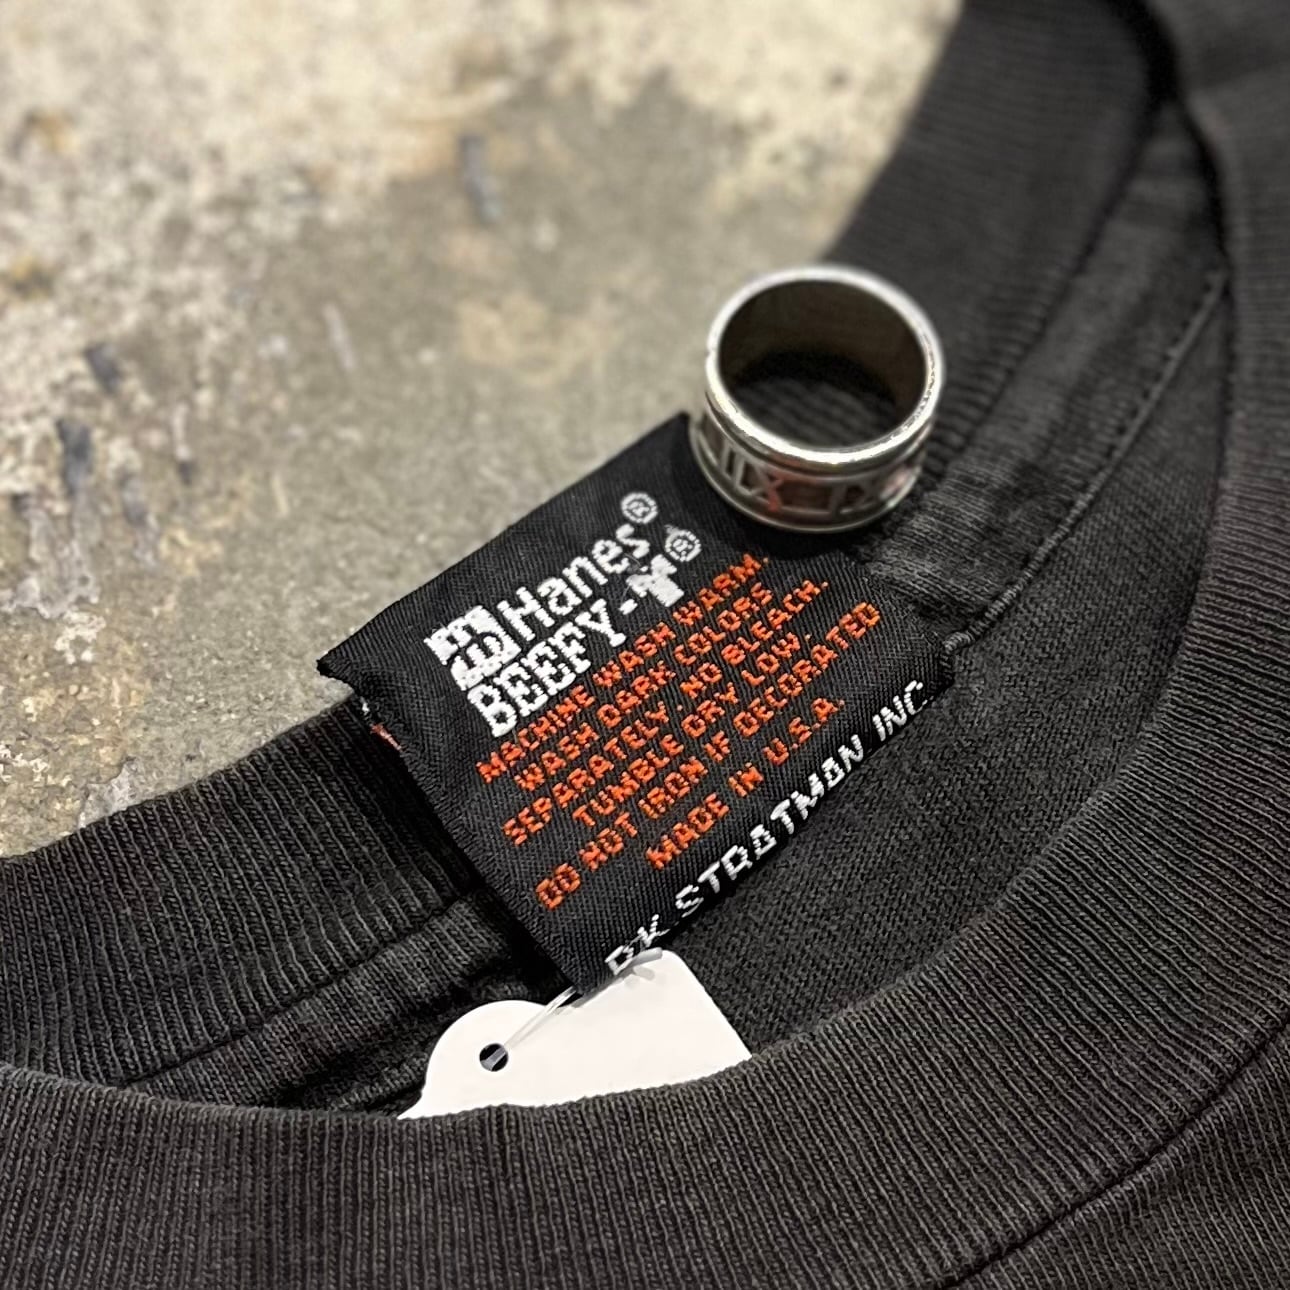 Hanes®
BEEFY-T®
MACHINE WASH WARM.
WASH DARK COLORS
SEPARATELY. NO BLEACH.
TUMBLE DRY LOW.
DO NOT IRON IF DECORATED
MADE IN U.S.A.
STRATMAN INC